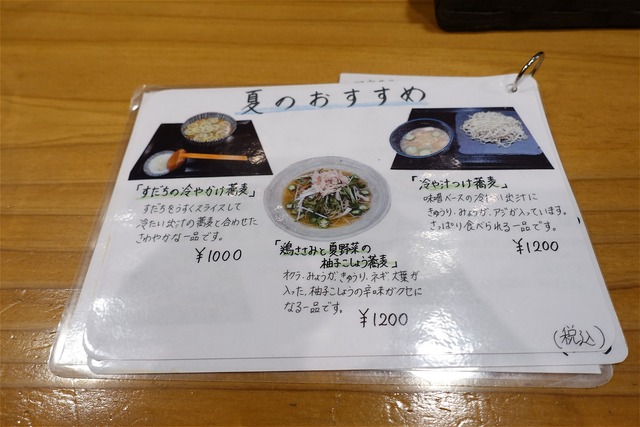 夏のおすすめ
「すだちの冷やかけ蕎麦」
すだちをうすくスライスして
冷たい出汁の蕎麦と合わせた
さわやかな一品です。
¥1000
「鶏ささみと夏野菜の
柚子こしょう蕎麦」
オクラ、みょうが、きゅうり、ネギ、大葉が
入った、柚子こしょうの辛味がクセに
なる一品です。
¥1200
「冷や汁つけ蕎麦」
味噌ベースの冷たい出汁に
きゅうり、みょうが、アジが入っています。
さっぱり食べられる一品です。
¥1200
(税込)